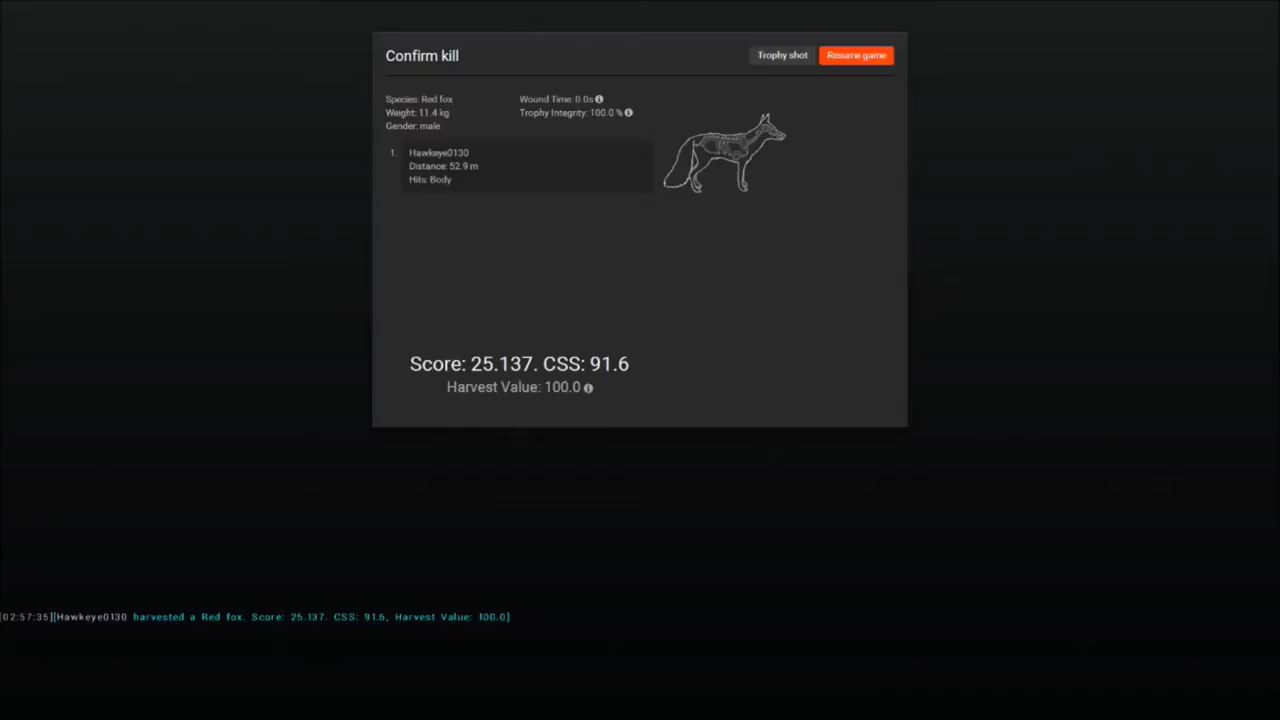 Confirm kill
Trophy shot
Resume game
Species: Red fox
Weight: 11.4 kg
Gender: male
Wound Time: 0.0s
Trophy Integrity: 100.0 %
1.
Hawkeye0130
Distance: 52.9 m
Hits: Body
Score: 25.137. CSS: 91.6
Harvest Value: 100.0
[02:57:35][Hawkeye0130 harvested a Red fox. Score: 25.137. CSS: 91.6, Harvest Value: 100.0]